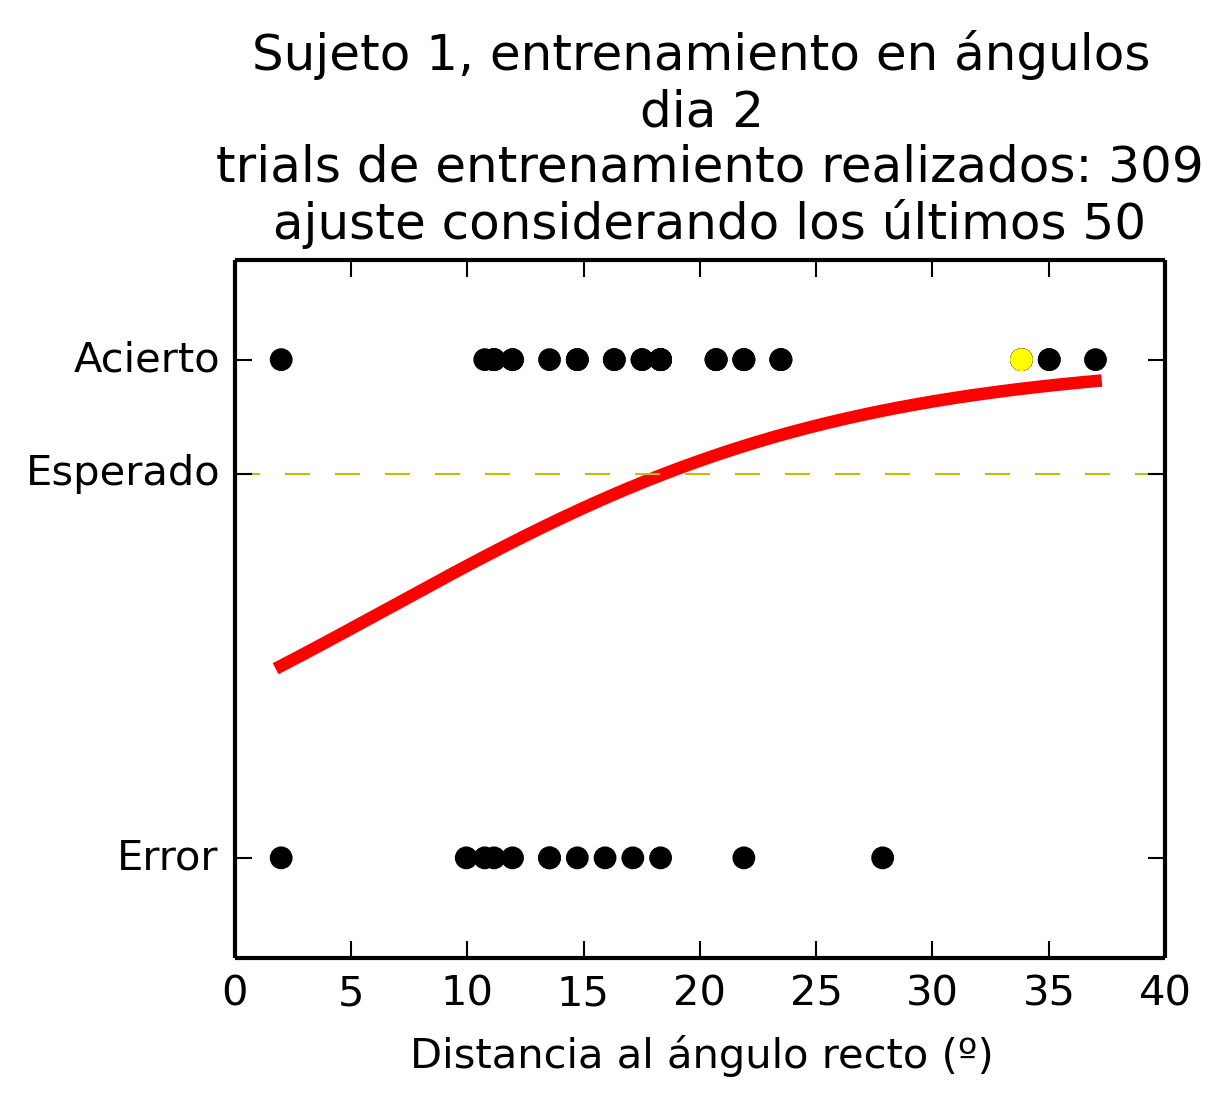 Sujeto 1, entrenamiento en ángulos
dia 2
trials de entrenamiento realizados: 309
ajuste considerando los últimos 50
Acierto
Esperado
Error
0 5 10 15 20 25 30 35 40
Distancia al ángulo recto (º)